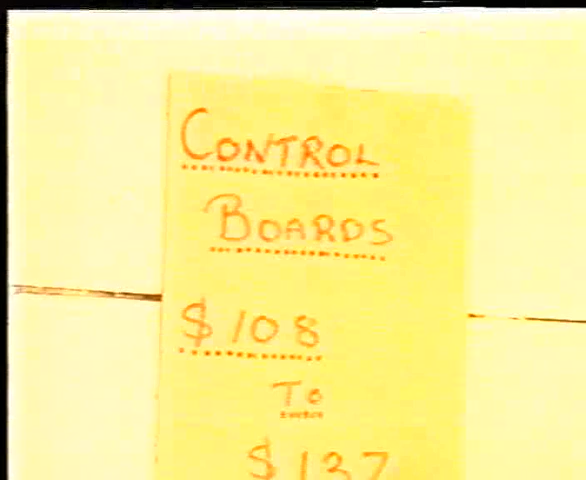 CONTROL
BOARDS
$108
To
$137